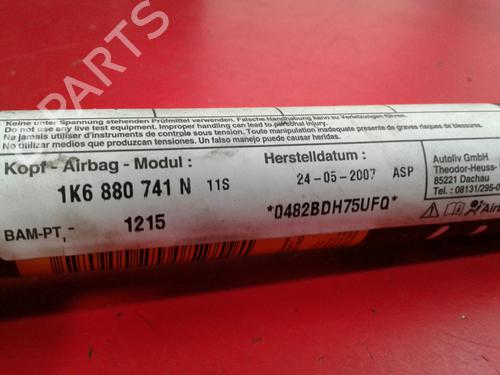 PARTS
Keine unter Spannung stehenden Prüfmittel verwenden. Falsche Handhabung kann zu Verletzungen führen.
Do not use any live test equipment. Improper handling can lead to personal injury.
Ne jamais utiliser d'instruments de controle sous tension. Toute manipulation inadequate presente de graves risques de blessures.
No utilizar medios que produzcan tensiones. Un falso manejo puede causar heridas.
Kopf - Airbag - Modul :
1K6 880 741 N 11S
BAM-PT,- 1215
Herstelldatum :
24-05-2007 ASP
*0482BDH75UFQ*
Autoliv GmbH
Theodor-Heuss-
85221 Dachau
Tel.: 08131/295-0